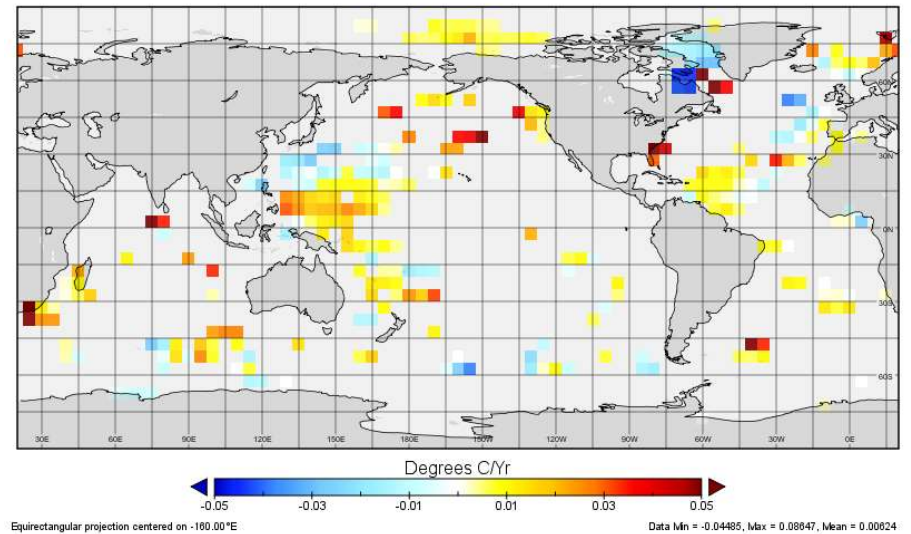 60N
30N
0N
30S
60S
30E 60E 90E 120E 150E 180E 150W 120W 90W 60W 30W 0E
Degrees C/Yr
-0.05 -0.03 -0.01 0.01 0.03 0.05
Equirectangular projection centered on -160.00°E Data Min = -0.04485, Max = 0.08647, Mean = 0.00624